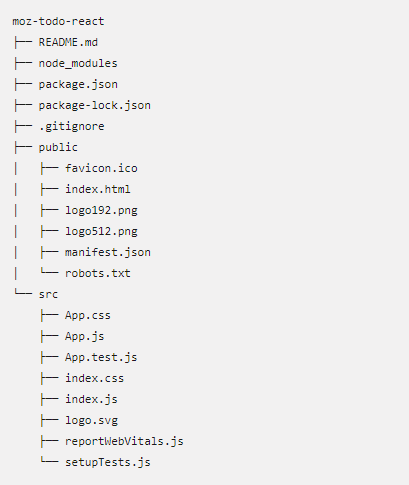 moz-todo-react
├── README.md
├── node_modules
├── package.json
├── package-lock.json
├── .gitignore
├── public
│   ├── favicon.ico
│   ├── index.html
│   ├── logo192.png
│   ├── logo512.png
│   ├── manifest.json
│   └── robots.txt
└── src
    ├── App.css
    ├── App.js
    ├── App.test.js
    ├── index.css
    ├── index.js
    ├── logo.svg
    ├── reportWebVitals.js
    └── setupTests.js